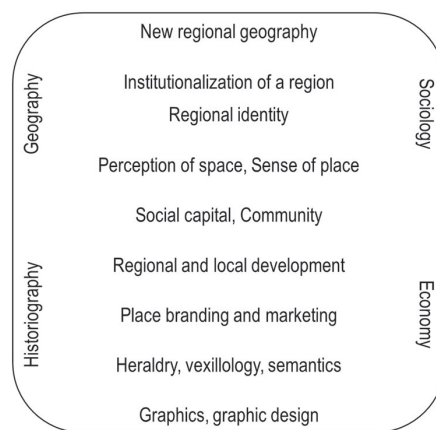 New regional geography
Geography
Institutionalization of a region
Sociology
Regional identity
Perception of space, Sense of place
Social capital, Community
Historiography
Regional and local development
Economy
Place branding and marketing
Heraldry, vexillology, semantics
Graphics, graphic design